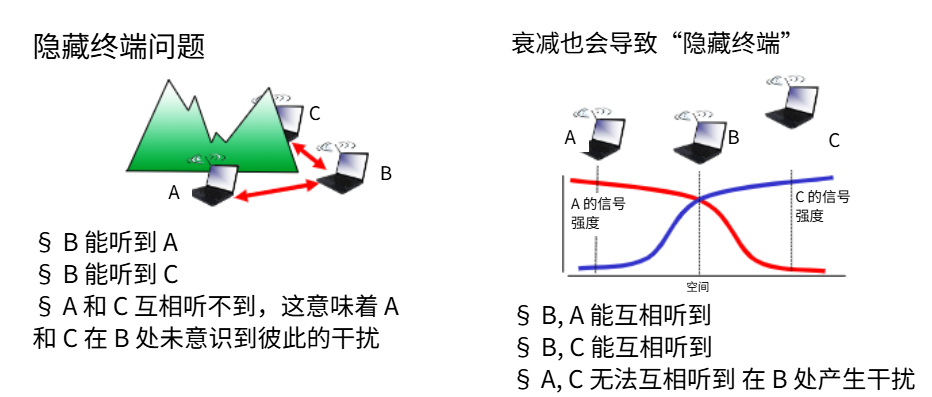 隐藏终端问题
C
B
A
§ B 能听到 A
§ B 能听到 C
§ A 和 C 互相听不到，这意味着 A
和 C 在 B 处未意识到彼此的干扰
衰减也会导致“隐藏终端”
A
B
C
A 的信号
强度
C 的信号
强度
空间
§ B, A 能互相听到
§ B, C 能互相听到
§ A, C 无法互相听到 在 B 处产生干扰